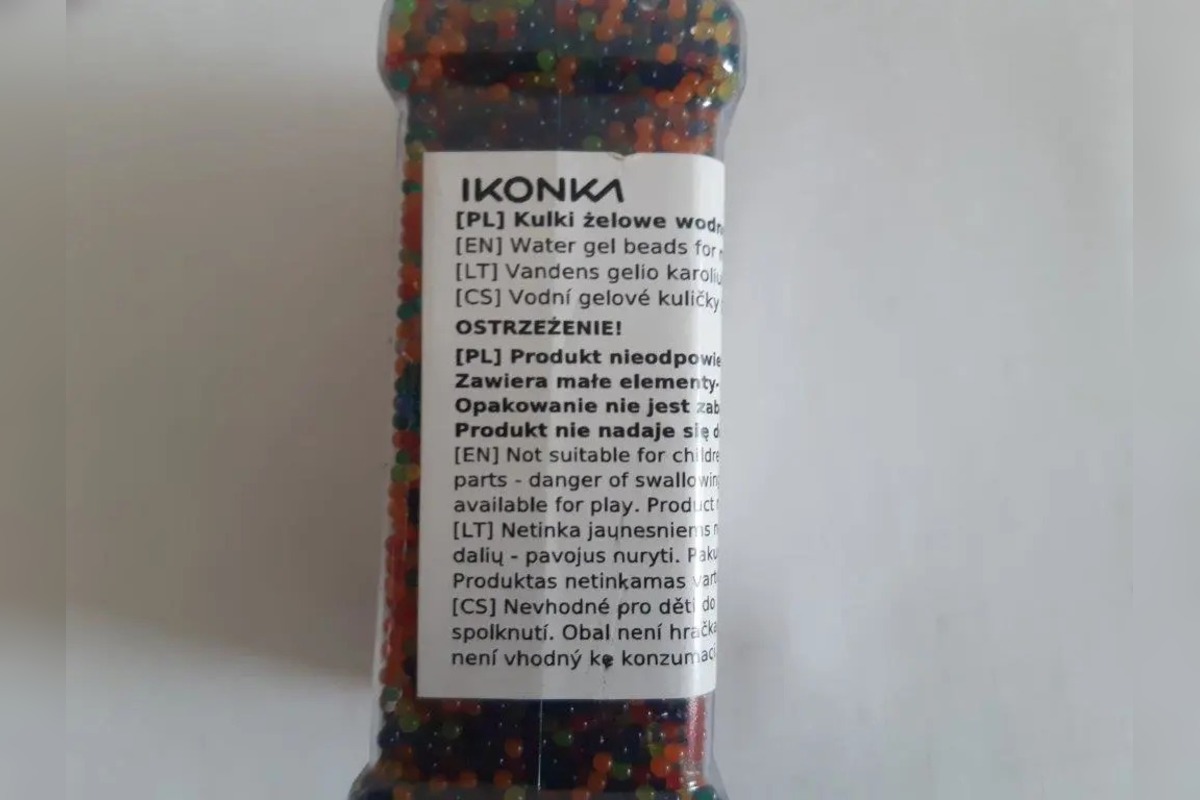 IKONKA
[PL] Kulki żelowe wodn
[EN] Water gel beads for
[LT] Vandens gelio karoliu
[CS] Vodní gelové kuličky
OSTRZEŻENIE!
[PL] Produkt nieodpowie
Zawiera małe elementy-
Opakowanie nie jest zab
Produkt nie nadaje się d
[EN] Not suitable for childre
parts - danger of swallowin
available for play. Product
[LT] Netinka jaunesniems
dalių - pavojus nuryti. Paku
Produktas netinkamas vart
[CS] Nevhodné pro děti do
spolknutí. Obal není hračka
není vhodný ke konzumaci